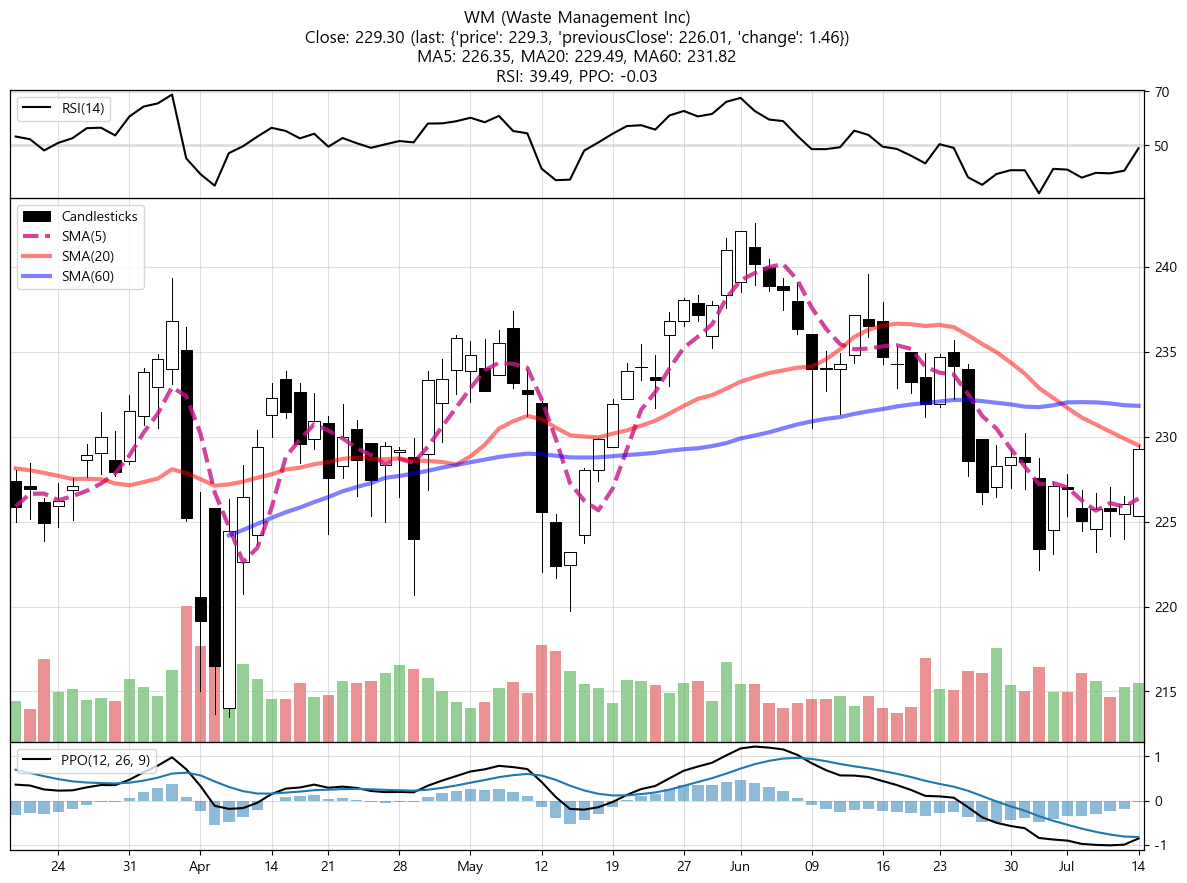 WM (Waste Management Inc)
Close: 229.30 (last: {'price': 229.3, 'previousClose': 226.01, 'change': 1.46})
MA5: 226.35, MA20: 229.49, MA60: 231.82
RSI: 39.49, PPO: -0.03
RSI(14)
70
50
Candlesticks
SMA(5)
SMA(20)
SMA(60)
240
235
230
225
220
215
PPO(12, 26, 9)
1
0
-1
24 31 Apr 14 21 28 May 12 19 27 Jun 09 16 23 30 Jul 14